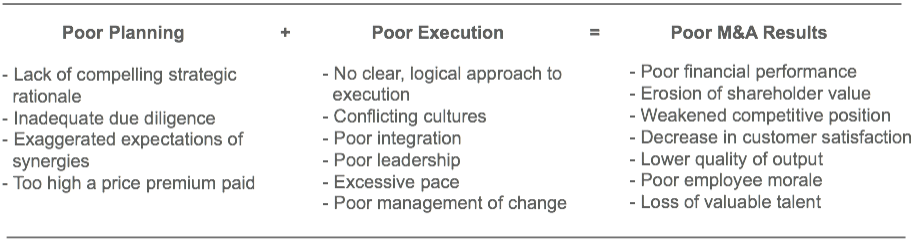 Poor Planning + Poor Execution = Poor M&A Results
- Lack of compelling strategic
rationale
- Inadequate due diligence
- Exaggerated expectations of
synergies
- Too high a price premium paid
- No clear, logical approach to
execution
- Conflicting cultures
- Poor integration
- Poor leadership
- Excessive pace
- Poor management of change
- Poor financial performance
- Erosion of shareholder value
- Weakened competitive position
- Decrease in customer satisfaction
- Lower quality of output
- Poor employee morale
- Loss of valuable talent